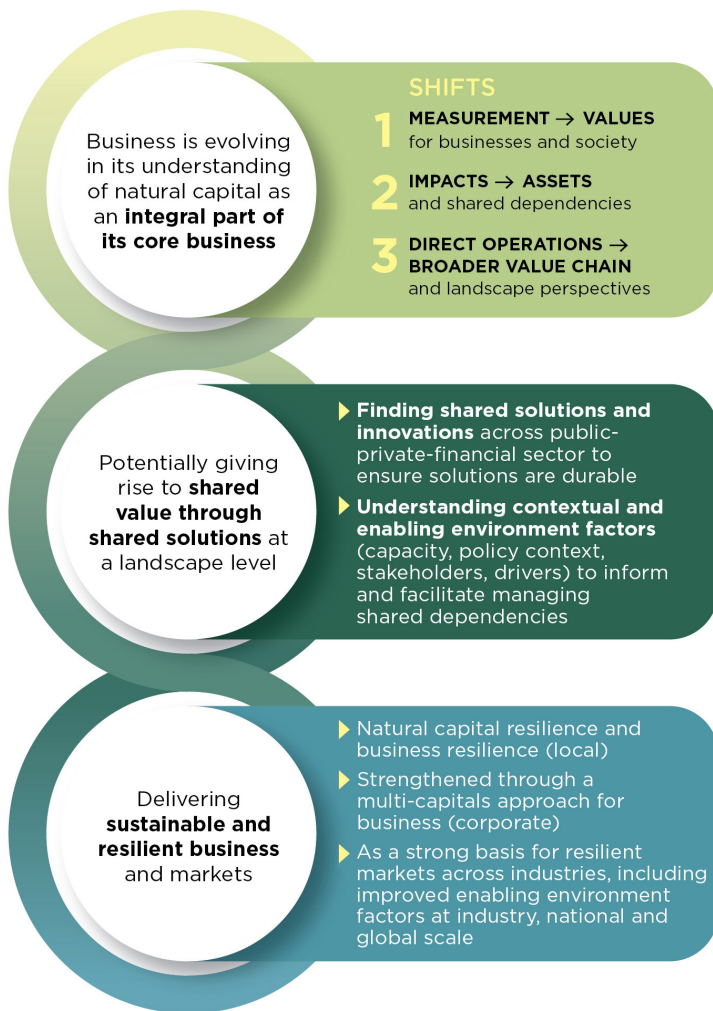 Business is evolving
in its understanding
of natural capital as
an integral part of
its core business
SHIFTS
1 MEASUREMENT → VALUES
for businesses and society
2 IMPACTS → ASSETS
and shared dependencies
3 DIRECT OPERATIONS →
BROADER VALUE CHAIN
and landscape perspectives
Potentially giving
rise to shared
value through
shared solutions at
a landscape level
Finding shared solutions and
innovations across public-
private-financial sector to
ensure solutions are durable
Understanding contextual and
enabling environment factors
(capacity, policy context,
stakeholders, drivers) to inform
and facilitate managing
shared dependencies
Delivering
sustainable and
resilient business
and markets
Natural capital resilience and
business resilience (local)
Strengthened through a
multi-capitals approach for
business (corporate)
As a strong basis for resilient
markets across industries, including
improved enabling environment
factors at industry, national and
global scale